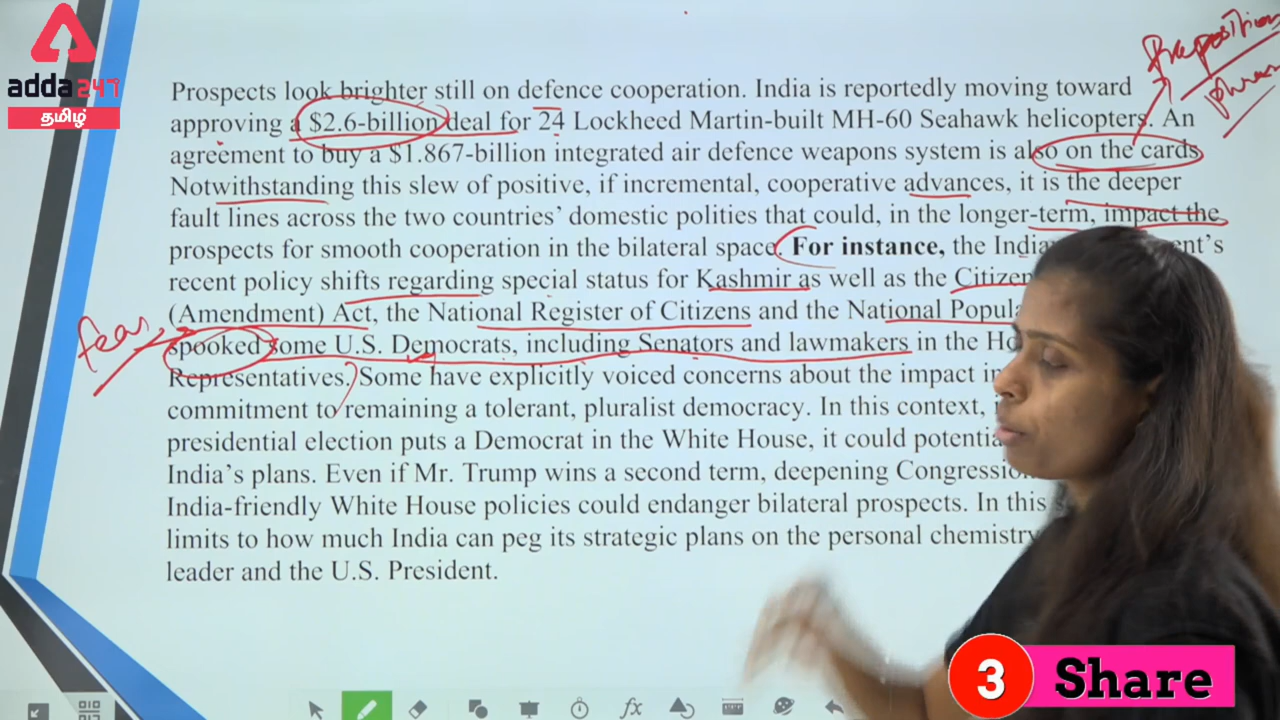 adda247
தமிழ்
Preposition
Prospects look brighter still on defence cooperation. India is reportedly moving toward
approving a $2.6-billion deal for 24 Lockheed Martin-built MH-60 Seahawk helicopters. An
agreement to buy a $1.867-billion integrated air defence weapons system is also on the cards
Notwithstanding this slew of positive, if incremental, cooperative advances, it is the deeper
fault lines across the two countries' domestic polities that could, in the longer-term, impact the
prospects for smooth cooperation in the bilateral space. For instance, the
recent policy shifts regarding special status for Kashmir as well as the
(Amendment) Act, the National Register of Citizens and the National
fear
spooked some U.S. Democrats, including Senators and lawmakers in the
Representatives. Some have explicitly voiced concerns about the impact
commitment to remaining a tolerant, pluralist democracy. In this context,
presidential election puts a Democrat in the White House, it could
India's plans. Even if Mr. Trump wins a second term, deepening
India-friendly White House policies could endanger bilateral prospects. In this
limits to how much India can peg its strategic plans on the personal chemistry
leader and the U.S. President.
fx
3 Share